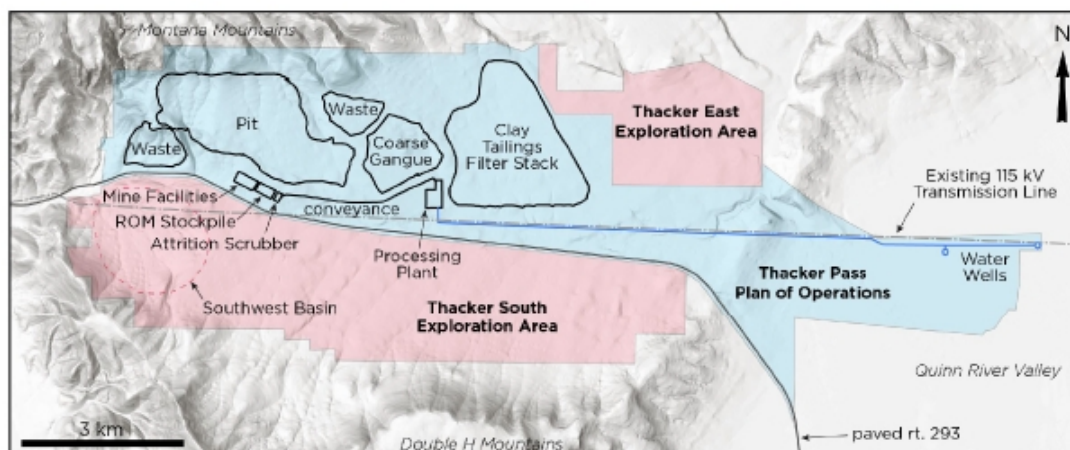 Montana Mountains
N
Thacker East
Exploration Area
Waste
Pit
Coarse
Gangue
Clay
Tailings
Filter Stack
Waste
Existing 115 kV
Transmission Line
Mine Facilities
ROM Stockpile
Attrition Scrubber
conveyance
Processing
Plant
Water
Wells
Thacker Pass
Plan of Operations
Southwest Basin
Thacker South
Exploration Area
Quinn River Valley
3 km
Double H Mountains
paved rt. 293